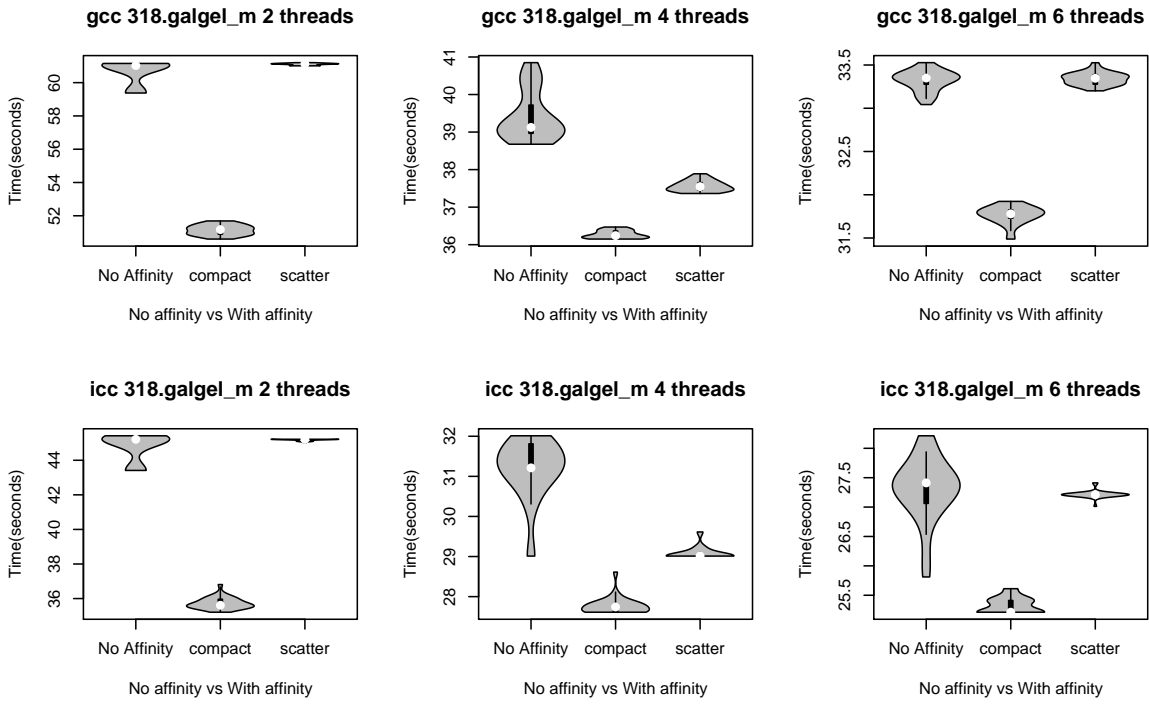 gcc 318.galgel_m 2 threads
Time(seconds)
60
58
56
54
52
No Affinity compact scatter
No affinity vs With affinity
gcc 318.galgel_m 4 threads
Time(seconds)
41
40
39
38
37
36
No Affinity compact scatter
No affinity vs With affinity
gcc 318.galgel_m 6 threads
Time(seconds)
33.5
32.5
31.5
No Affinity compact scatter
No affinity vs With affinity
icc 318.galgel_m 2 threads
Time(seconds)
44
42
40
38
36
No Affinity compact scatter
No affinity vs With affinity
icc 318.galgel_m 4 threads
Time(seconds)
32
31
30
29
28
No Affinity compact scatter
No affinity vs With affinity
icc 318.galgel_m 6 threads
Time(seconds)
27.5
26.5
25.5
No Affinity compact scatter
No affinity vs With affinity